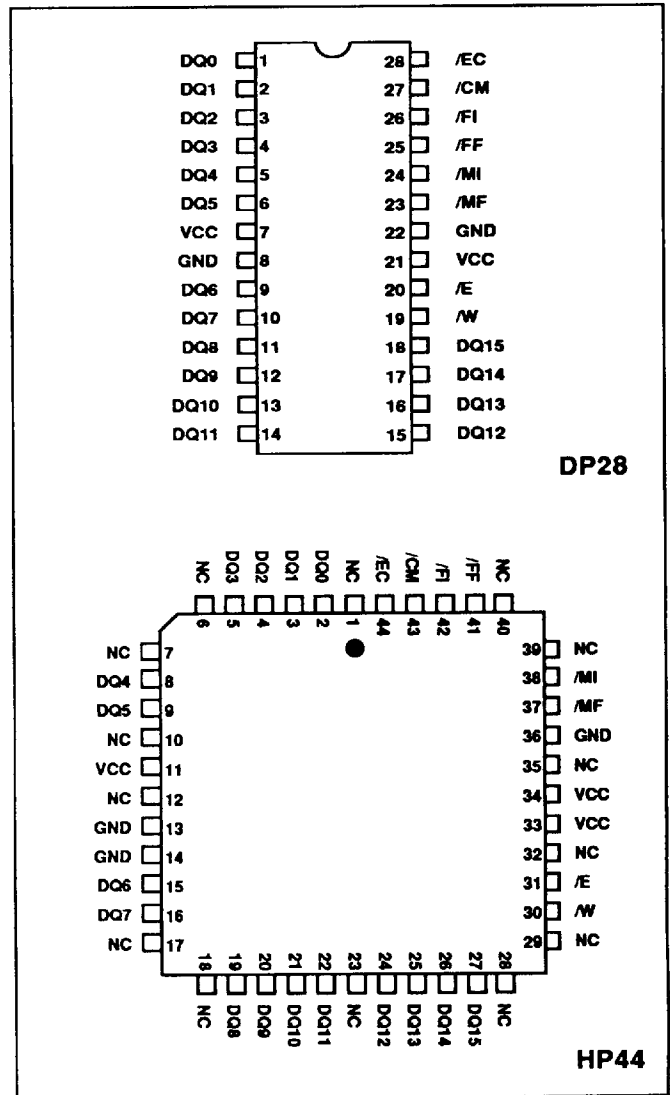 DQ0 1 28 /EC
DQ1 2 27 /CM
DQ2 3 26 /FI
DQ3 4 25 /FF
DQ4 5 24 /MI
DQ5 6 23 /MF
VCC 7 22 GND
GND 8 21 VCC
DQ6 9 20 /E
DQ7 10 19 /W
DQ8 11 18 DQ15
DQ9 12 17 DQ14
DQ10 13 16 DQ13
DQ11 14 15 DQ12
DP28
NC DQ3 DQ2 DQ1 DQ0 NC /EC /CM /FI /FF NC
6 5 4 3 2 1 44 43 42 41 40
NC 7 39 NC
DQ4 8 38 /MI
DQ5 9 37 /MF
NC 10 36 GND
VCC 11 35 NC
NC 12 34 VCC
GND 13 33 VCC
GND 14 32 NC
DQ6 15 31 /E
DQ7 16 30 /W
NC 17 29 NC
18 19 20 21 22 23 24 25 26 27 28
NC DQ8 DQ9 DQ10 DQ11 NC DQ12 DQ13 DQ14 DQ15 NC
HP44